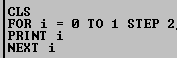 CLS
FOR i = 0 TO 1 STEP 2
PRINT i
NEXT i